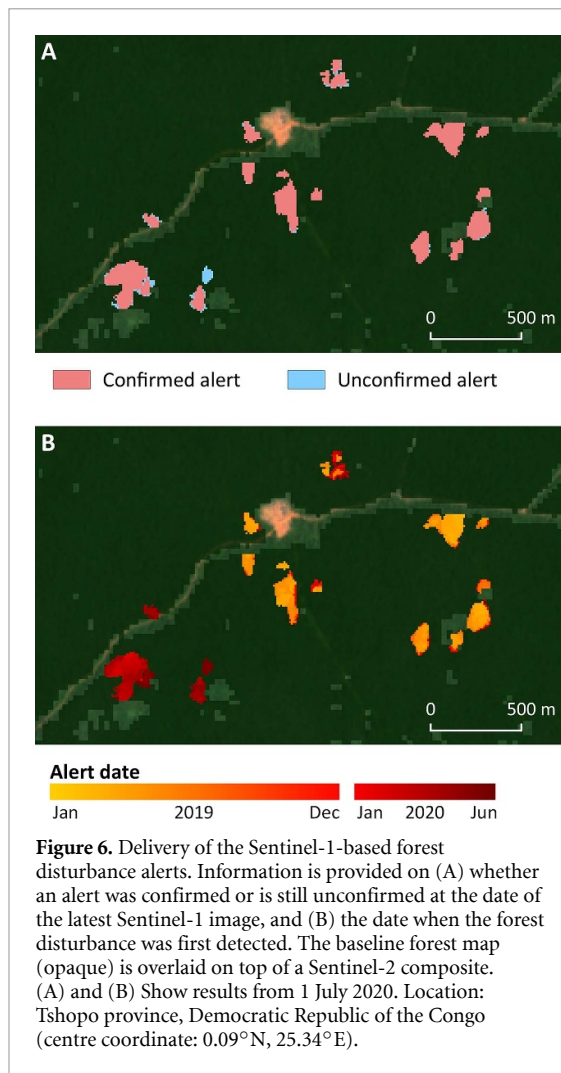 A
0 500 m
Confirmed alert Unconfirmed alert
B
0 500 m
Alert date
Jan 2019 Dec Jan 2020 Jun
Figure 6. Delivery of the Sentinel-1-based forest
disturbance alerts. Information is provided on (A) whether
an alert was confirmed or is still unconfirmed at the date of
the latest Sentinel-1 image, and (B) the date when the forest
disturbance was first detected. The baseline forest map
(opaque) is overlaid on top of a Sentinel-2 composite.
(A) and (B) Show results from 1 July 2020. Location:
Tshopo province, Democratic Republic of the Congo
(centre coordinate: 0.09°N, 25.34°E).